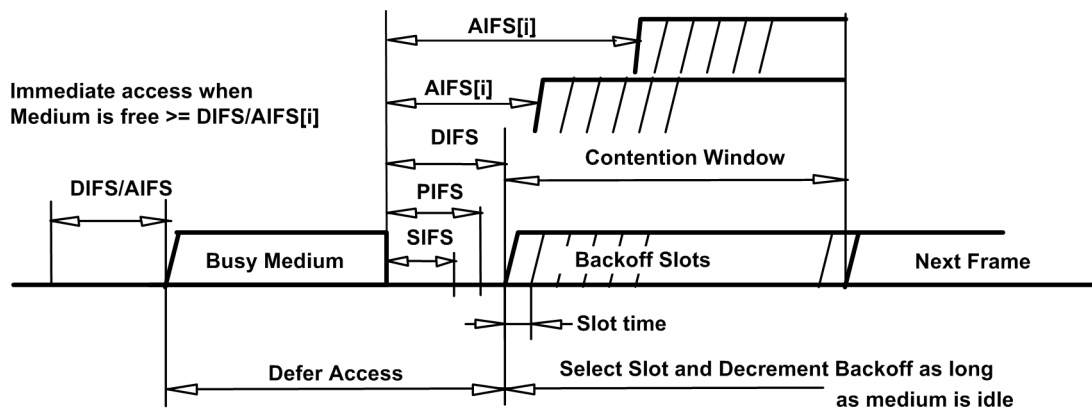 AIFS[i]
Immediate access when
Medium is free >= DIFS/AIFS[i]
AIFS[i]
DIFS
Contention Window
DIFS/AIFS
PIFS
SIFS
Busy Medium
Backoff Slots
Next Frame
Slot time
Defer Access
Select Slot and Decrement Backoff as long
as medium is idle